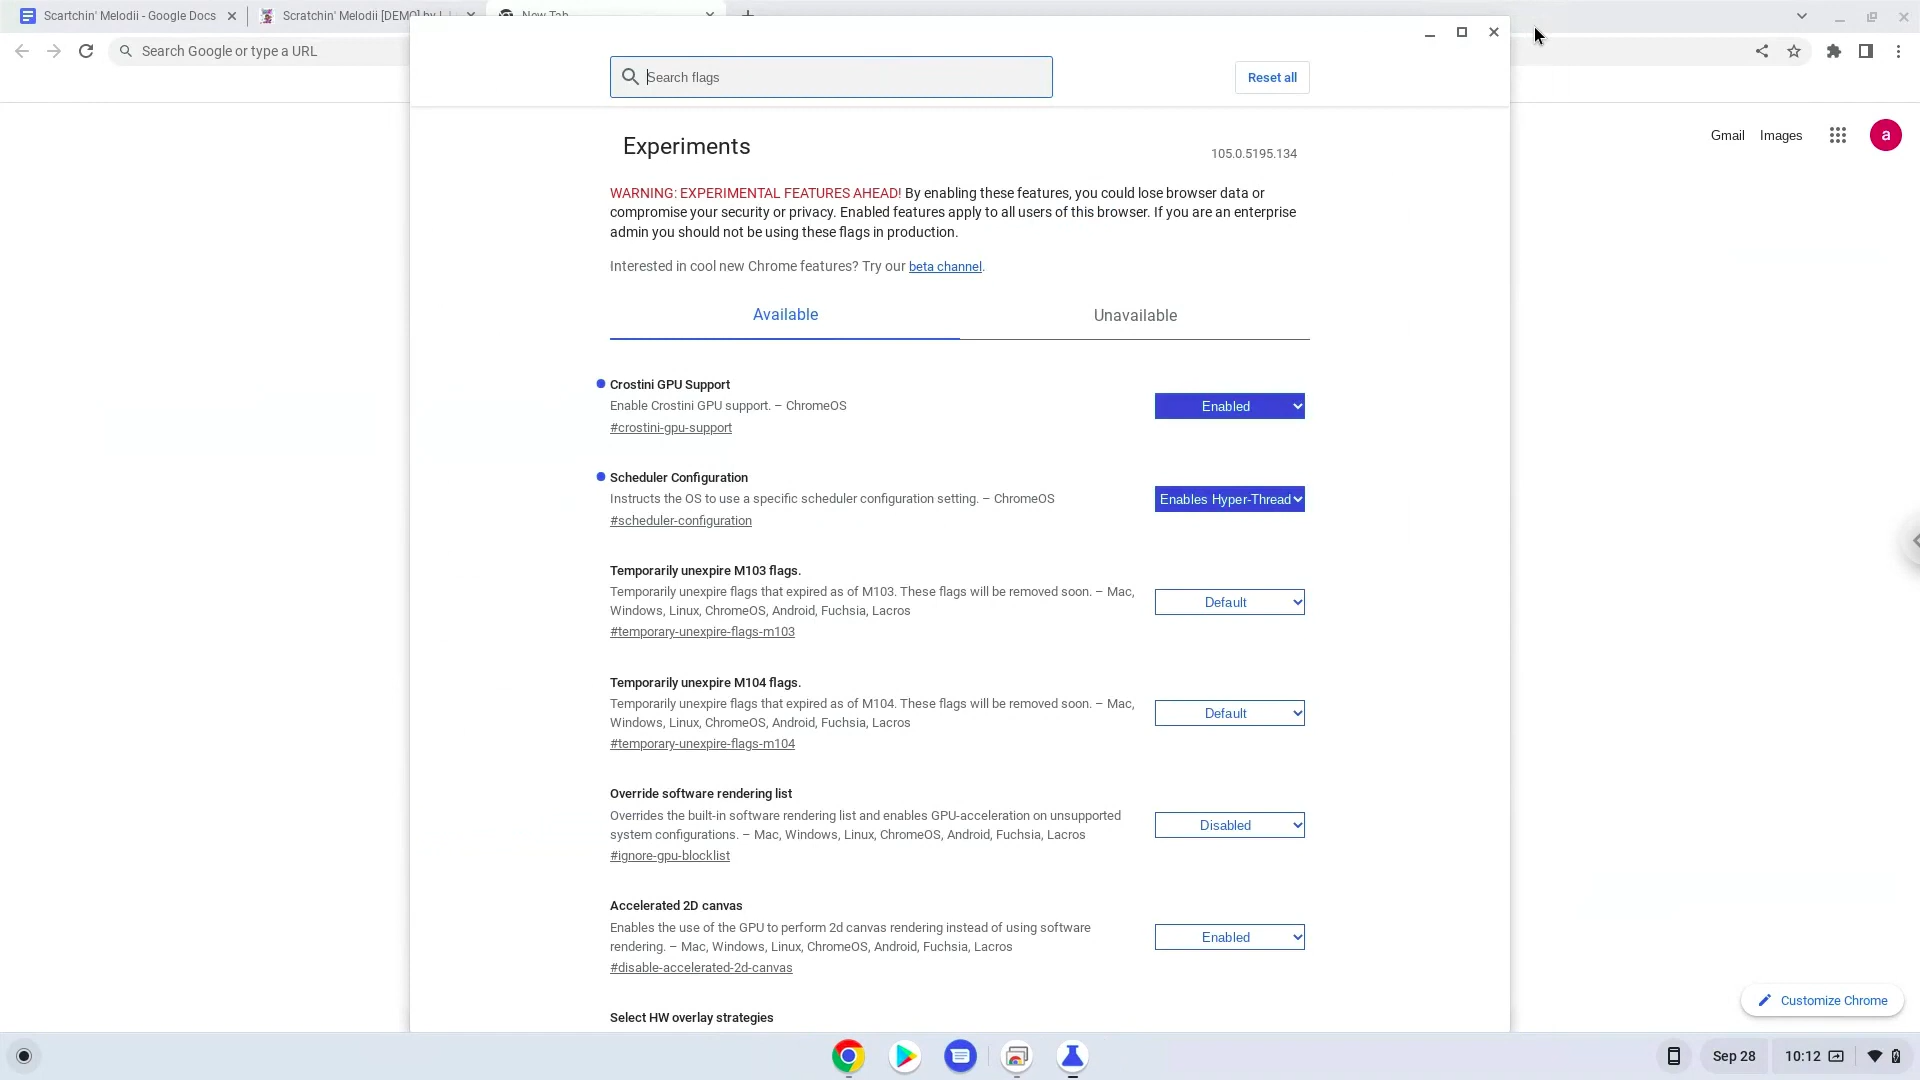 Scartchin' Melodii - Google Docs
Scratchin' Melodii [DEMO] by L
New Tab
Search Google or type a URL
Search flags
Reset all
Gmail
Images
a
Experiments
105.0.5195.134
WARNING: EXPERIMENTAL FEATURES AHEAD! By enabling these features, you could lose browser data or
compromise your security or privacy. Enabled features apply to all users of this browser. If you are an enterprise
admin you should not be using these flags in production.
Interested in cool new Chrome features? Try our beta channel.
Available
Unavailable
Crostini GPU Support
Enable Crostini GPU support. – ChromeOS
Enabled
#crostini-gpu-support
Scheduler Configuration
Instructs the OS to use a specific scheduler configuration setting. – ChromeOS
Enables Hyper-Thread
#scheduler-configuration
Temporarily unexpire M103 flags.
Temporarily unexpire flags that expired as of M103. These flags will be removed soon. – Mac,
Windows, Linux, ChromeOS, Android, Fuchsia, Lacros
Default
#temporary-unexpire-flags-m103
Temporarily unexpire M104 flags.
Temporarily unexpire flags that expired as of M104. These flags will be removed soon. – Mac,
Windows, Linux, ChromeOS, Android, Fuchsia, Lacros
Default
#temporary-unexpire-flags-m104
Override software rendering list
Overrides the built-in software rendering list and enables GPU-acceleration on unsupported
system configurations. – Mac, Windows, Linux, ChromeOS, Android, Fuchsia, Lacros
Disabled
#ignore-gpu-blocklist
Accelerated 2D canvas
Enables the use of the GPU to perform 2d canvas rendering instead of using software
rendering. – Mac, Windows, Linux, ChromeOS, Android, Fuchsia, Lacros
Enabled
#disable-accelerated-2d-canvas
Select HW overlay strategies
Customize Chrome
Sep 28
10:12